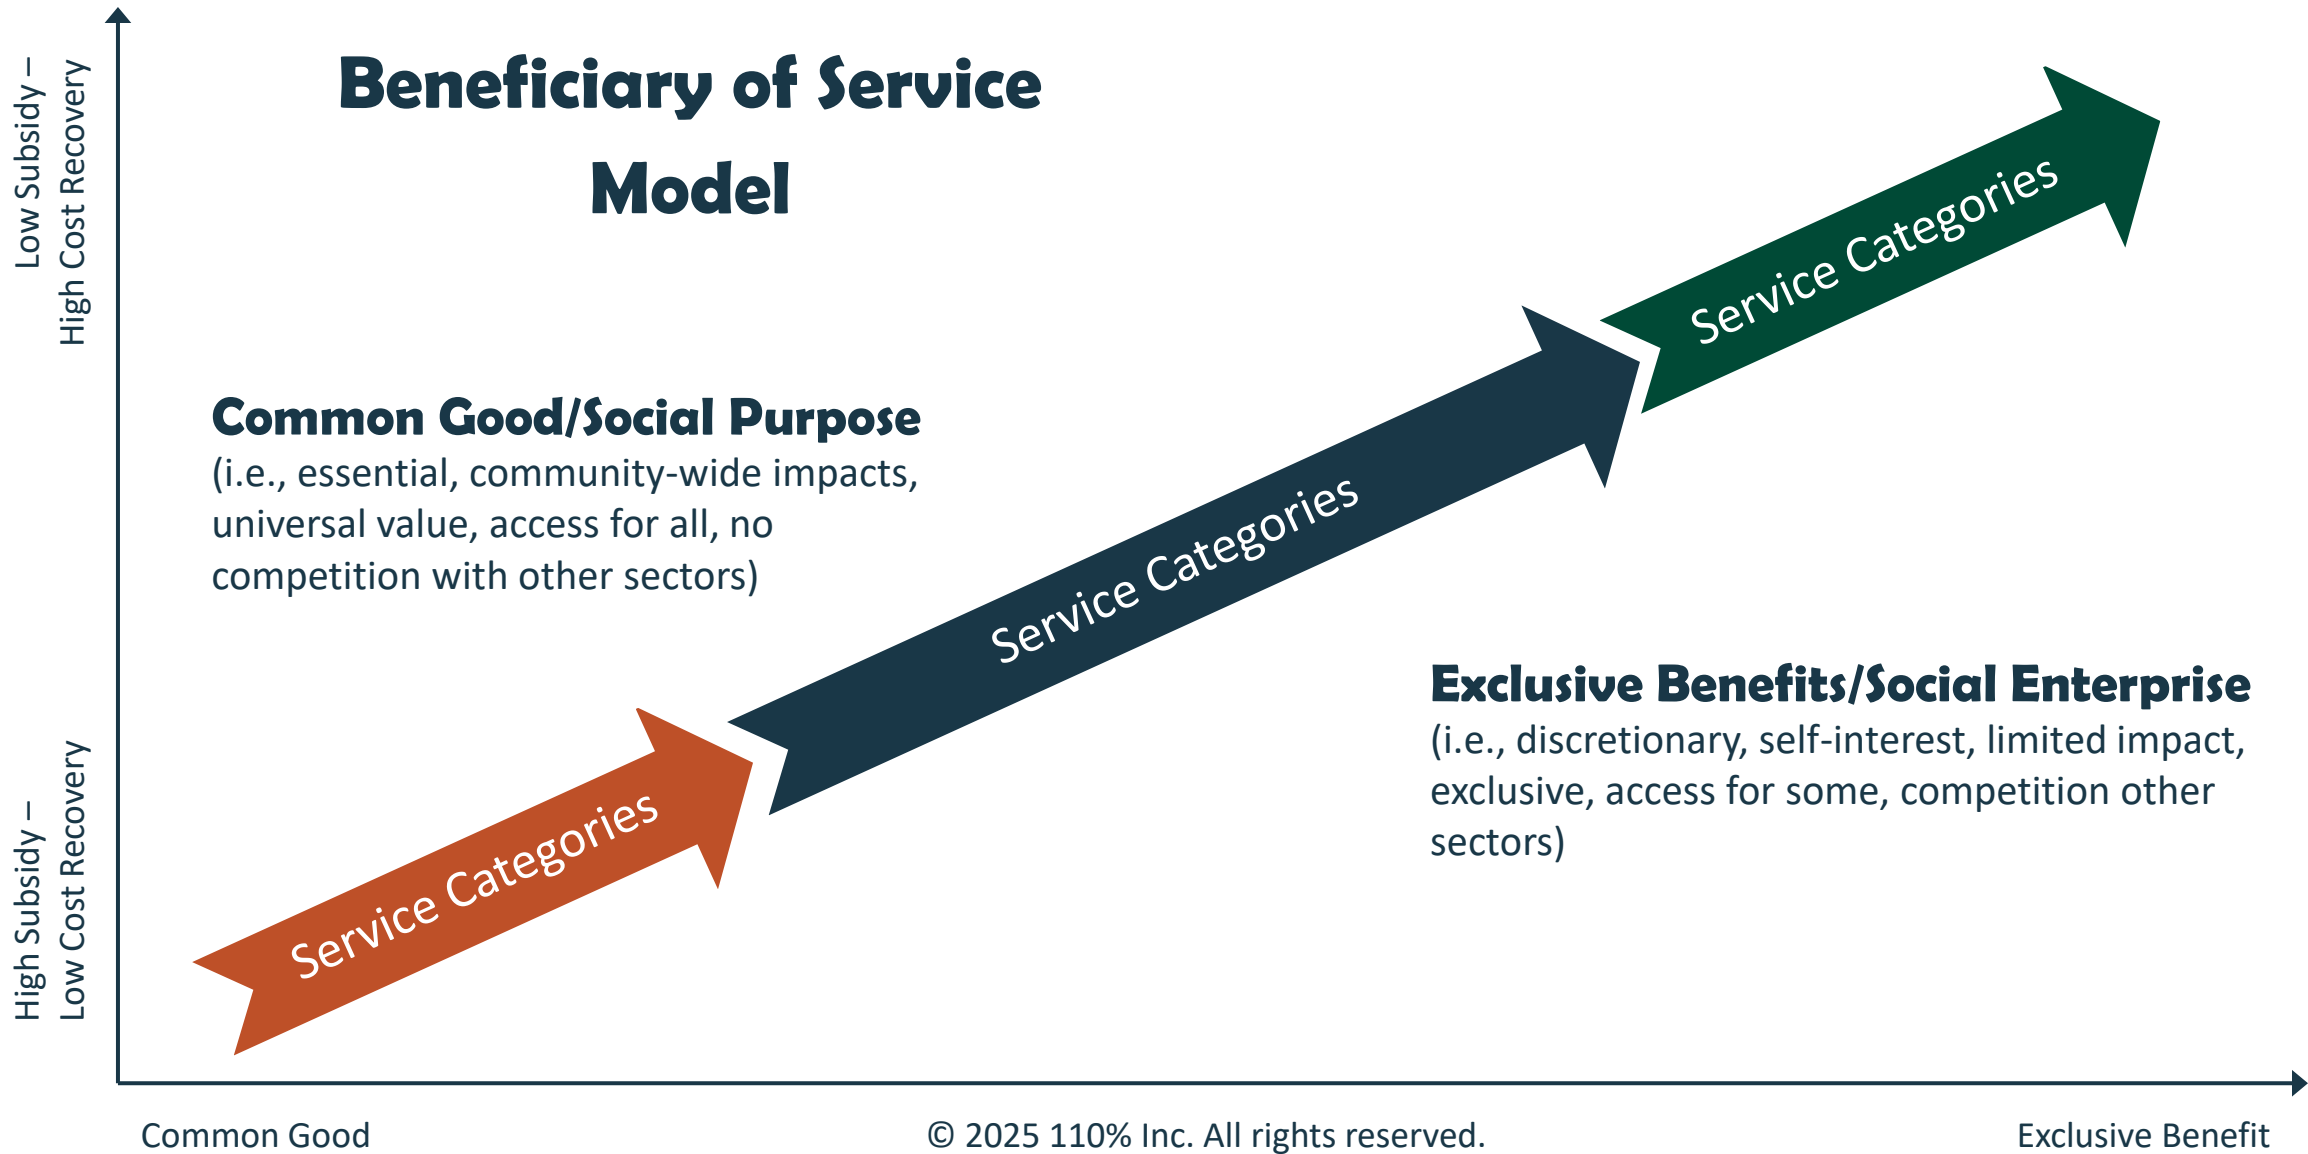 Beneficiary of Service
Model
Low Subsidy –
High Cost Recovery
Service Categories
Common Good/Social Purpose
(i.e., essential, community-wide impacts,
universal value, access for all, no
competition with other sectors)
Service Categories
Exclusive Benefits/Social Enterprise
(i.e., discretionary, self-interest, limited impact,
exclusive, access for some, competition other
sectors)
High Subsidy –
Low Cost Recovery
Service Categories
Common Good
© 2025 110% Inc. All rights reserved.
Exclusive Benefit